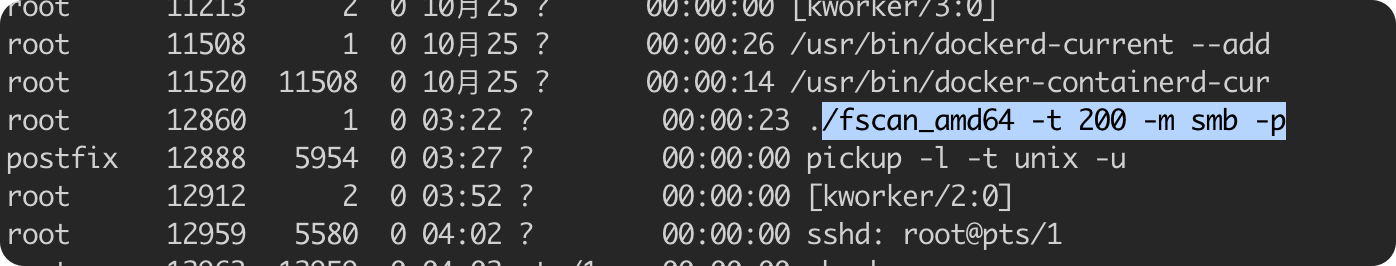 root 11213 2 0 10月25 ? 00:00:00 [kworker/3:0]
root 11508 1 0 10月25 ? 00:00:26 /usr/bin/dockerd-current --add
root 11520 11508 0 10月25 ? 00:00:14 /usr/bin/docker-containerd-cur
root 12860 1 0 03:22 ? 00:00:23 ./fscan_amd64 -t 200 -m smb -p
postfix 12888 5954 0 03:27 ? 00:00:00 pickup -l -t unix -u
root 12912 2 0 03:52 ? 00:00:00 [kworker/2:0]
root 12959 5580 0 04:02 ? 00:00:00 sshd: root@pts/1